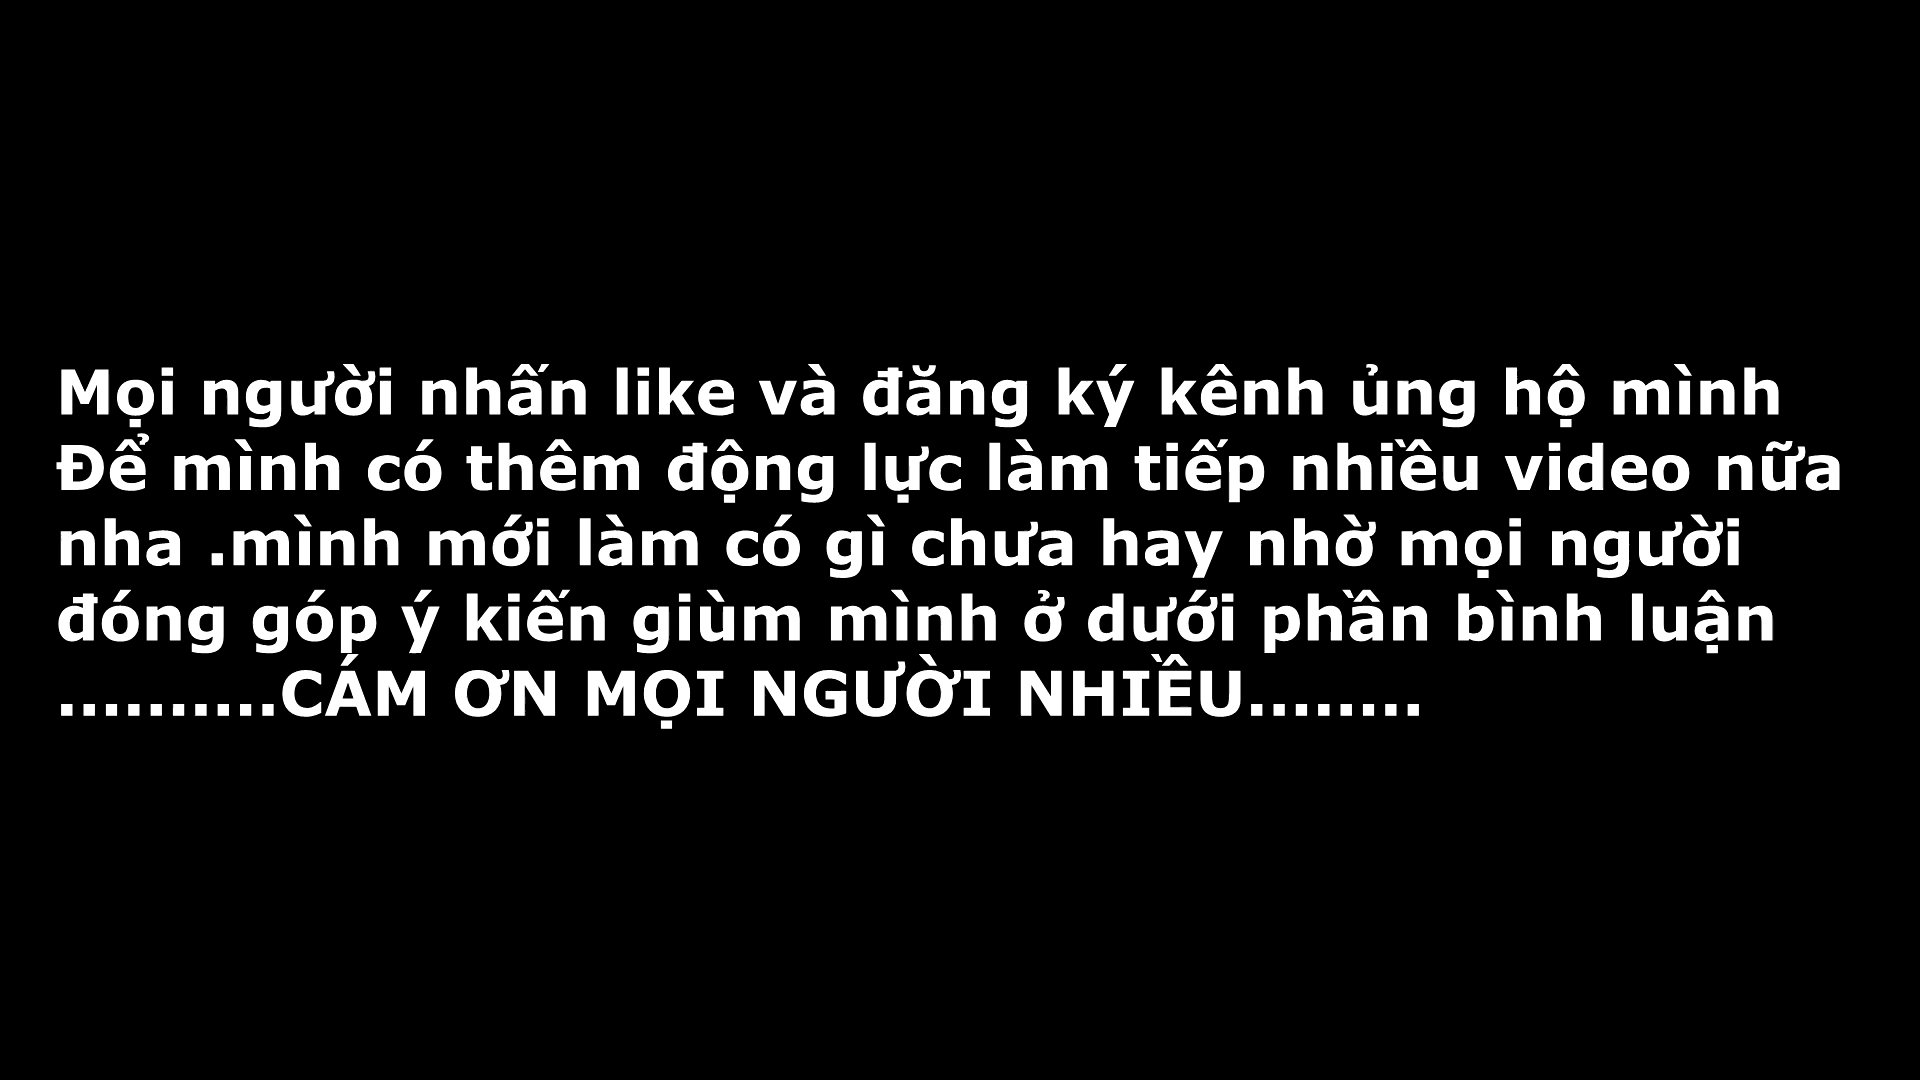 Mọi người nhấn like và đăng ký kênh ủng hộ mình
Để mình có thêm động lực làm tiếp nhiều video nữa
nha .mình mới làm có gì chưa hay nhờ mọi người
đóng góp ý kiến giùm mình ở dưới phần bình luận
..........CÁM ƠN MỌI NGƯỜI NHIỀU........